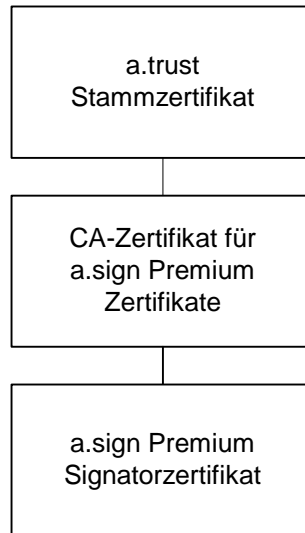 a.trust
Stammzertifikat
CA-Zertifikat für
a.sign Premium
Zertifikate
a.sign Premium
Signatorzertifikat